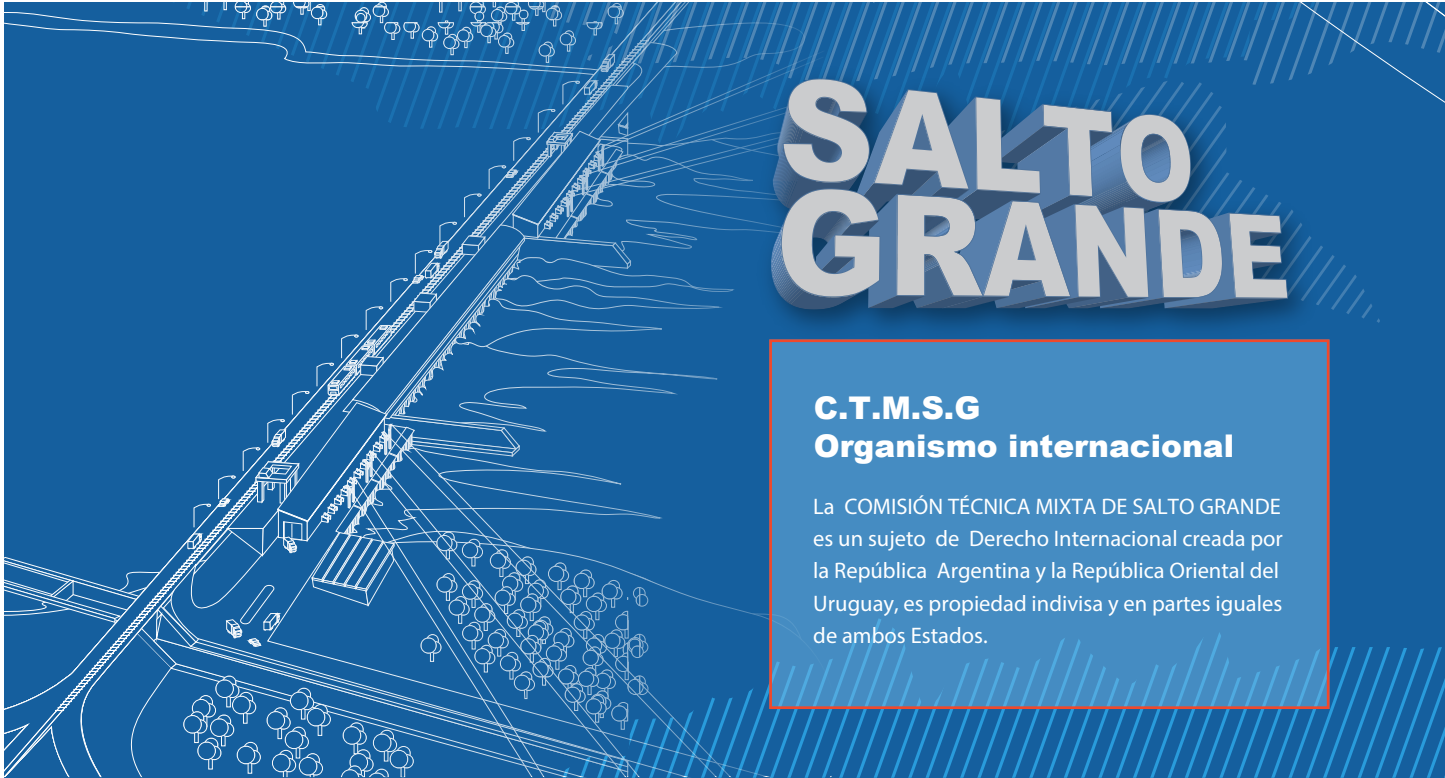 SALTO
GRANDE
C.T.M.S.G
Organismo internacional
La COMISIÓN TÉCNICA MIXTA DE SALTO GRANDE
es un sujeto de Derecho Internacional creada por
la República Argentina y la República Oriental del
Uruguay, es propiedad indivisa y en partes iguales
de ambos Estados.